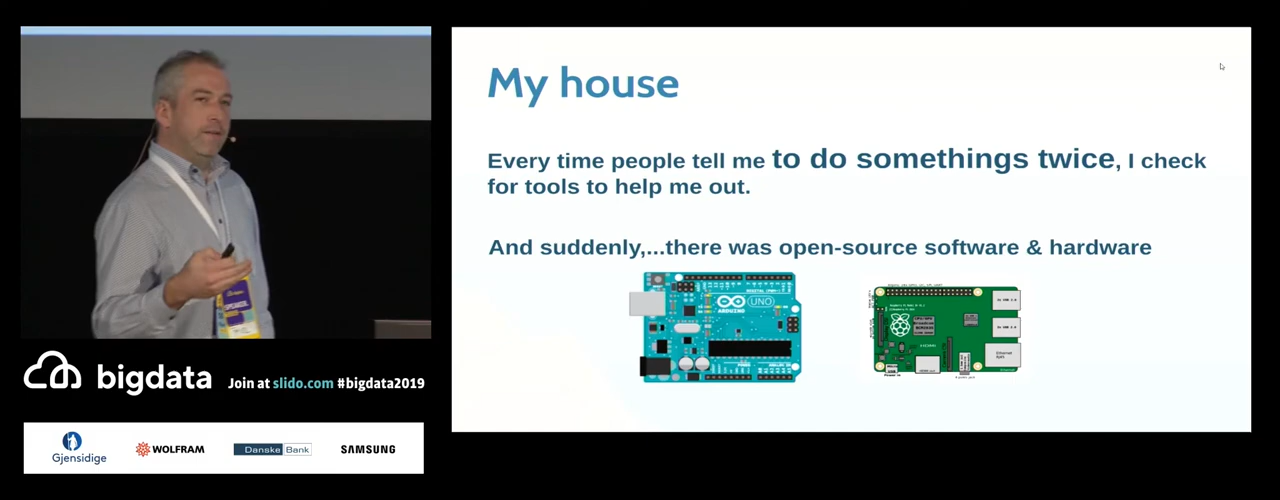 My house
Every time people tell me to do somethings twice, I check
for tools to help me out.
And suddenly,...there was open-source software & hardware
UNO
ARDUINO
SPEAKER
bigdata
Join at slido.com #bigdata2019
Gjensidige
WOLFRAM
Danske Bank
SAMSUNG